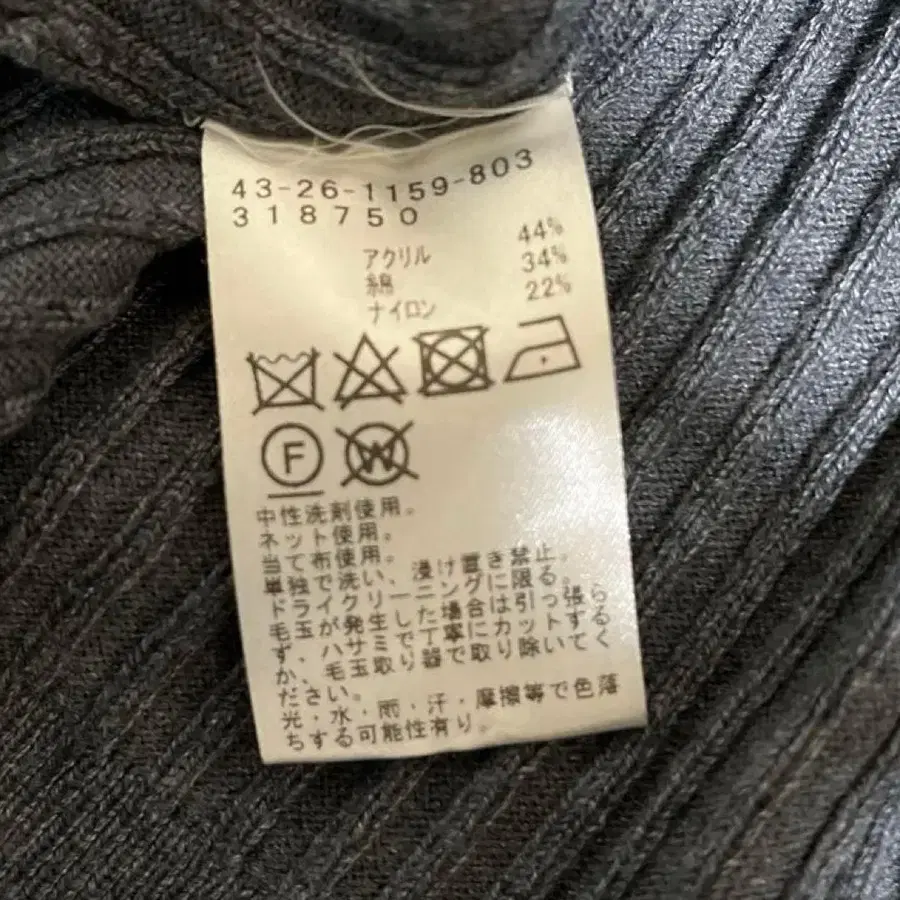 43-26-1159-803
318750
アクリル 44%
綿 34%
ナイロン 22%
F
W
中性洗剤使用。
ネット使用。
当て布使用。
単独で洗い、浸け置き禁止。
ドライクリーニングに限る。
毛玉が発生した場合は引っ張ら
ず、ハサミで丁寧にカットする
か、毛玉取り器で取り除いてく
ださい。
光・水・雨・汗・摩擦等で色落
ちする可能性有り。